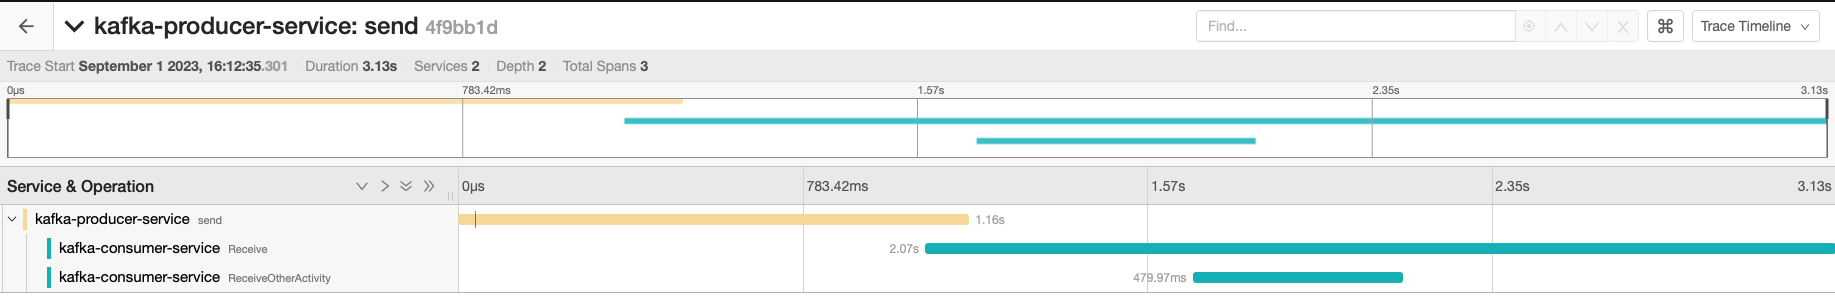 kafka-producer-service: send 4f9bb1d
Find...
⌘
Trace Timeline
Trace Start September 1 2023, 16:12:35.301 Duration 3.13s Services 2 Depth 2 Total Spans 3
0μs 783.42ms 1.57s 2.35s 3.13s
Service & Operation 0μs 783.42ms 1.57s 2.35s 3.13s
kafka-producer-service send 1.16s
kafka-consumer-service Receive 2.07s
kafka-consumer-service ReceiveOtherActivity 479.97ms